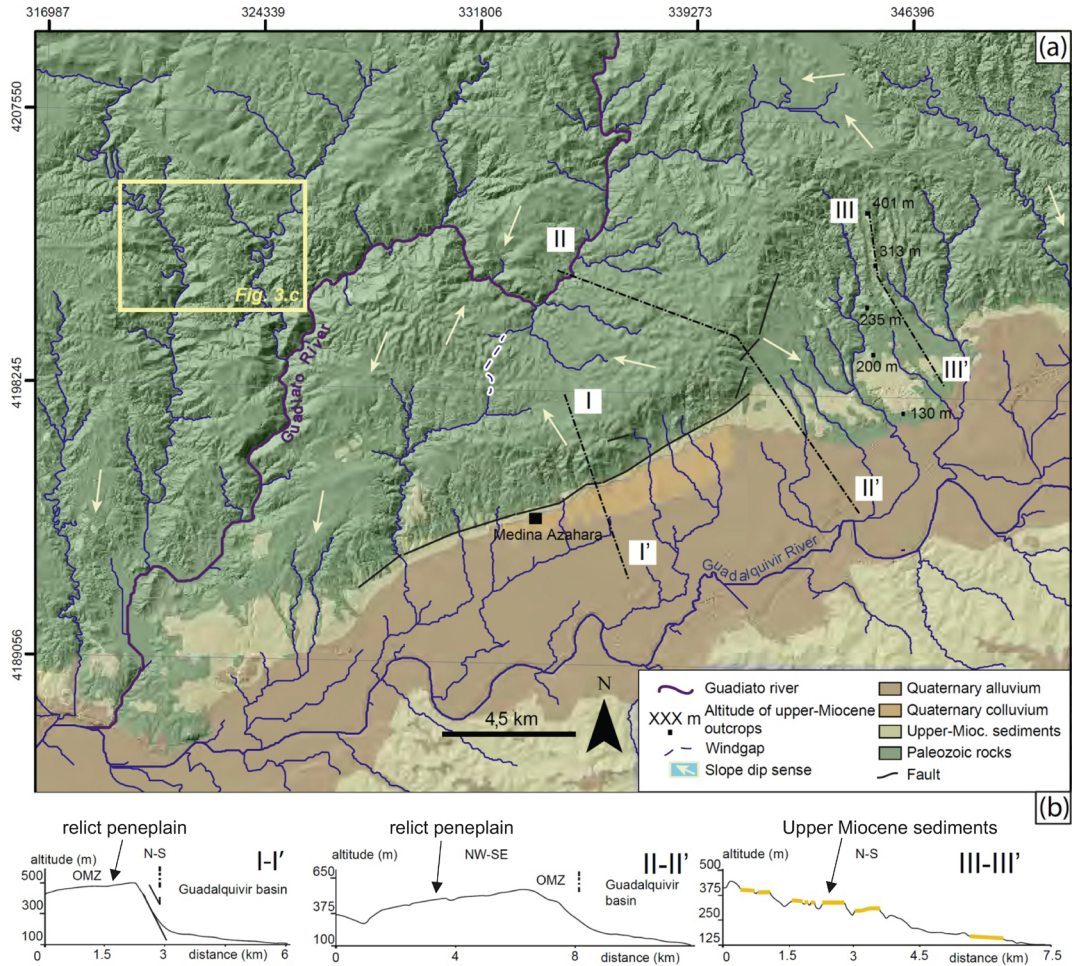 316987 324339 331806 339273 346396
(a)
4207550
4198245
4189056
III
401 m
II
313 m
Fig. 3.c
235 m
Guadiato River
200 m
III'
I
130 m
II'
Medina Azahara
I'
Guadalquivir River
N
4,5 km
Guadiato river
XXX m Altitude of upper-Miocene
outcrops
Windgap
Slope dip sense
Quaternary alluvium
Quaternary colluvium
Upper-Mioc. sediments
Paleozoic rocks
Fault
(b)
relict peneplain
altitude (m)
N-S
I-I'
OMZ
500
300
100
Guadalquivir basin
0 1.5 3 6
distance (km)
relict peneplain
altitude (m)
NW-SE
II-II'
650
OMZ
Guadalquivir
basin
375
100
0 4 8
distance (km)
Upper Miocene sediments
altitude (m)
N-S
III-III'
500
375
250
125
0 1.5 3 4.5 7.5
distance (km)